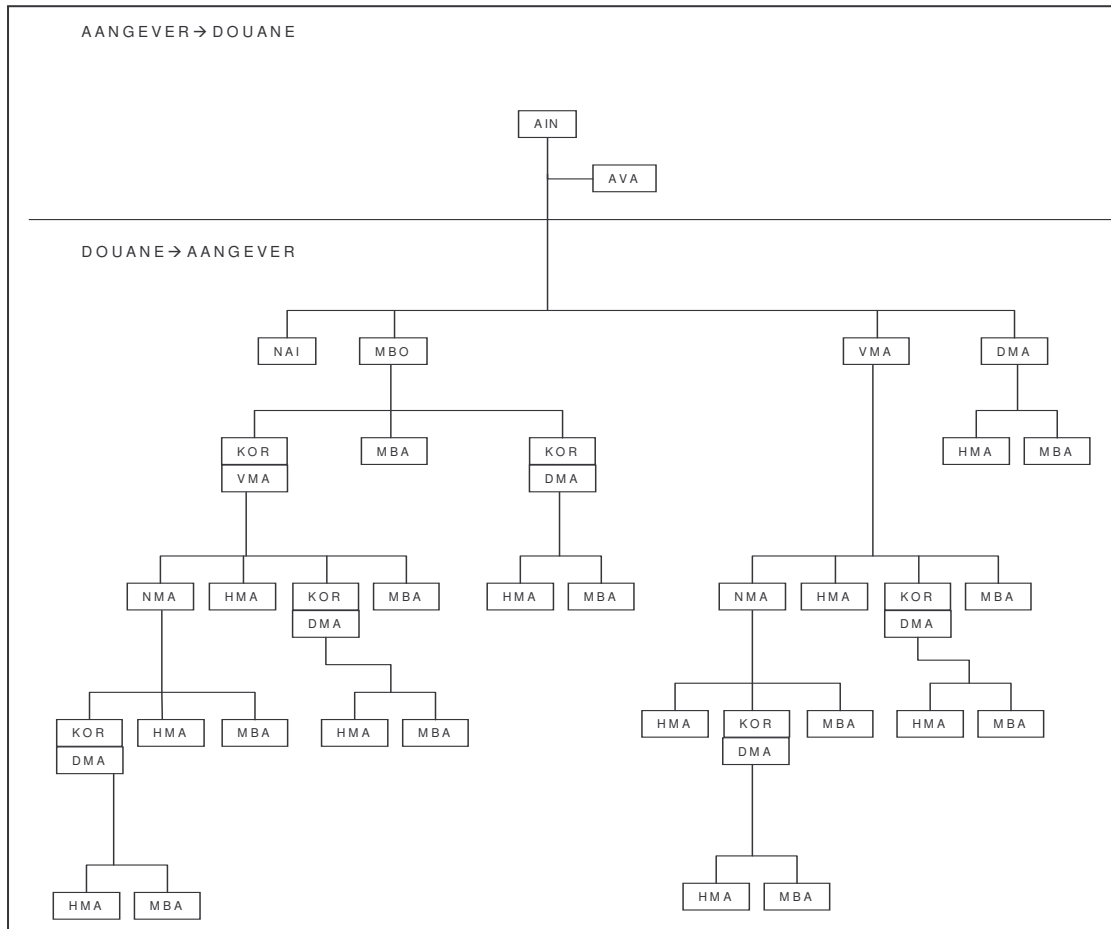 AANGEVER→DOUANE
AIN
AVA
DOUANE→AANGEVER
NAI MBO VMA DMA
KOR MBA KOR HMA MBA
VMA DMA
NMA HMA KOR MBA HMA MBA NMA HMA KOR MBA
DMA DMA
HMA KOR MBA HMA MBA
KOR HMA MBA HMA MBA
DMA DMA
HMA MBA
HMA MBA